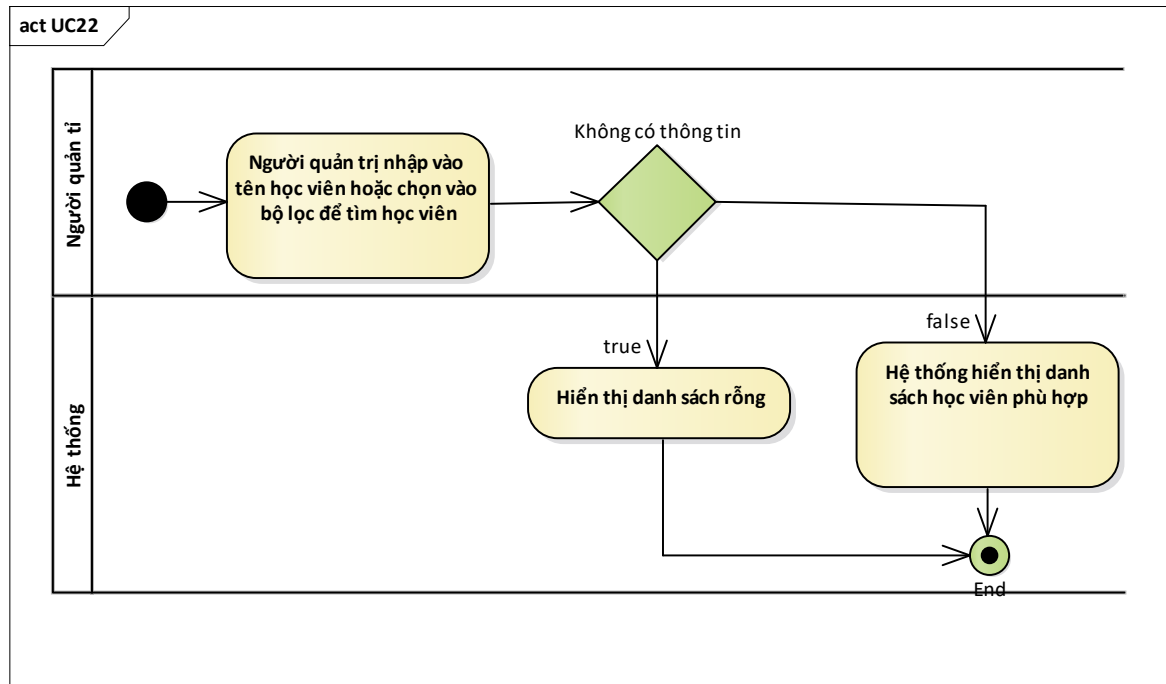 act UC22
Người quản tỉ
Người quản trị nhập vào
tên học viên hoặc chọn vào
bộ lọc để tìm học viên
Không có thông tin
Hệ thống
true
false
Hiển thị danh sách rỗng
Hệ thống hiển thị danh
sách học viên phù hợp
End